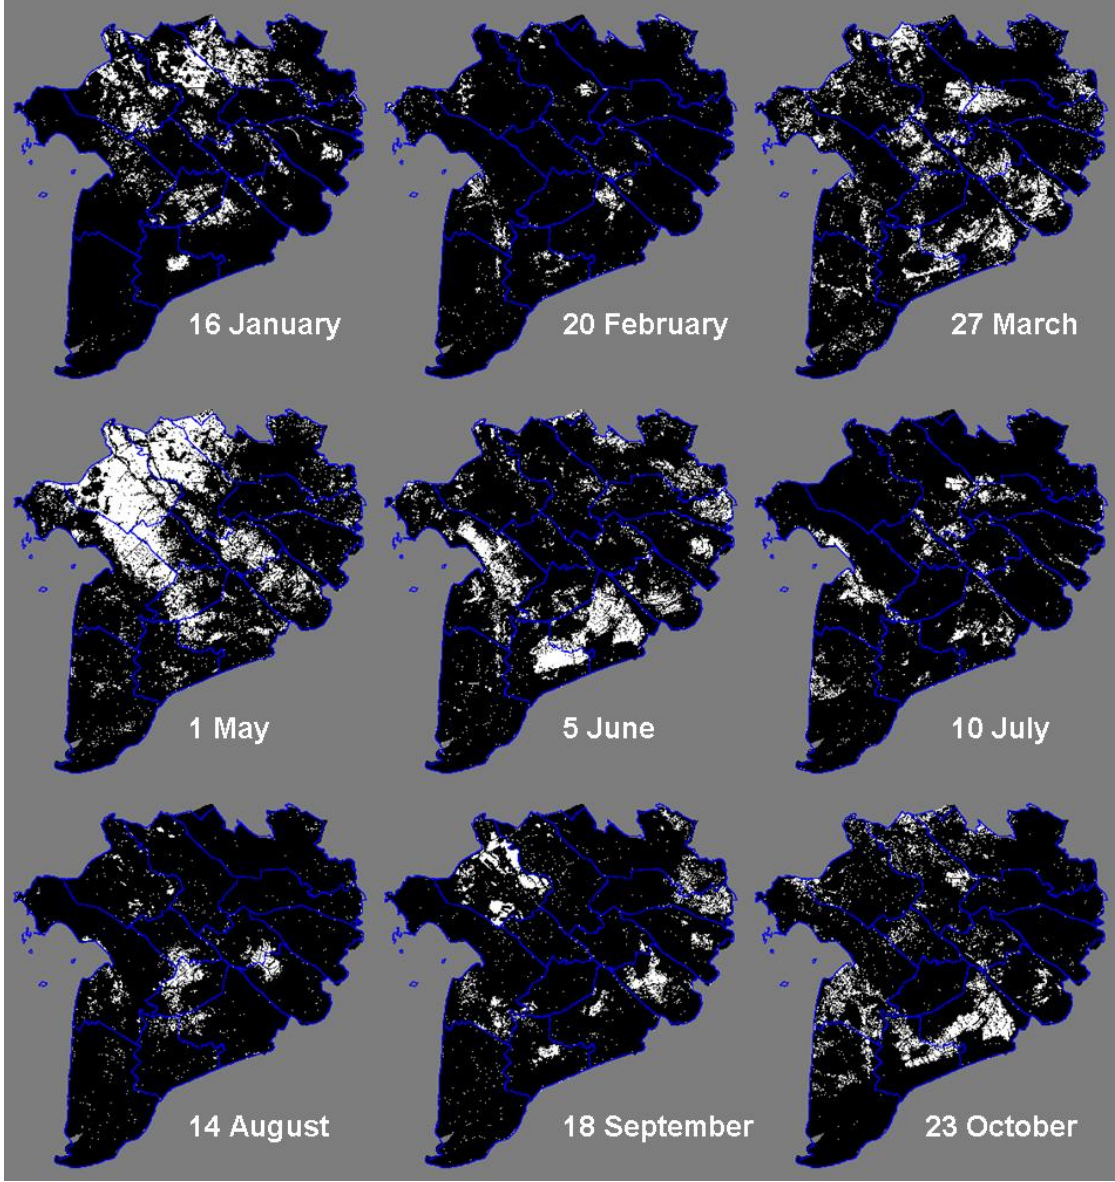 16 January
20 February
27 March
1 May
5 June
10 July
14 August
18 September
23 October